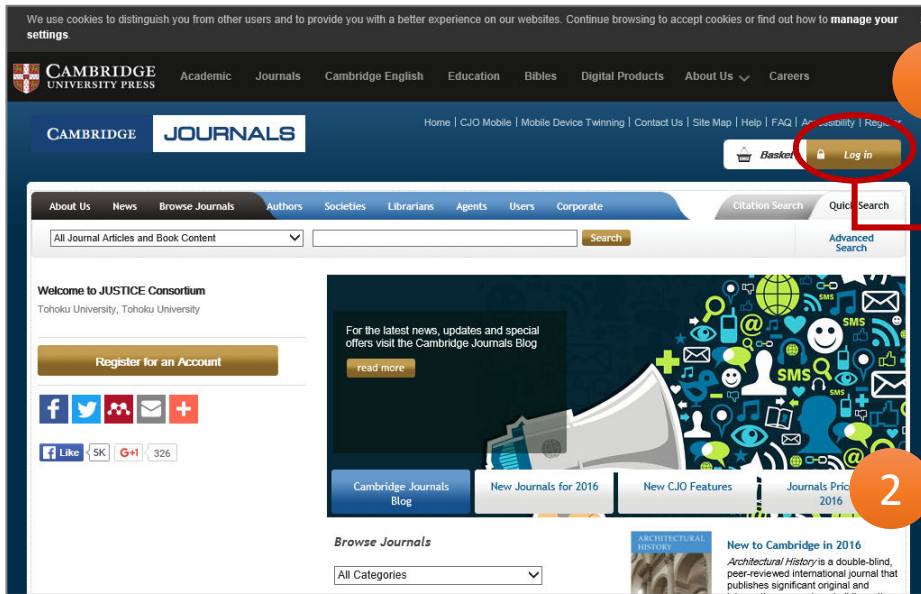 We use cookies to distinguish you from other users and to provide you with a better experience on our websites. Continue browsing to accept cookies or find out how to manage your
settings.
CAMBRIDGE
UNIVERSITY PRESS
Academic Journals Cambridge English Education Bibles Digital Products About Us Careers
Home | CJO Mobile | Mobile Device Twinning | Contact Us | Site Map | Help | FAQ | Accessibility | Register
CAMBRIDGE JOURNALS
Basket Log in
About Us News Browse Journals Authors Societies Librarians Agents Users Corporate Citation Search Quick Search
All Journal Articles and Book Content Search Advanced
Search
Welcome to JUSTICE Consortium
Tohoku University, Tohoku University
Register for an Account
Like 5K G+1 326
For the latest news, updates and special
offers visit the Cambridge Journals Blog
read more
SMS
SMS
SMS
Cambridge Journals
Blog
New Journals for 2016
New CJO Features
Journals
2016
2
Browse Journals
All Categories
ARCHITECTURAL
HISTORY
New to Cambridge in 2016
Architectural History is a double-blind,
peer-reviewed international journal that
publishes significant original and